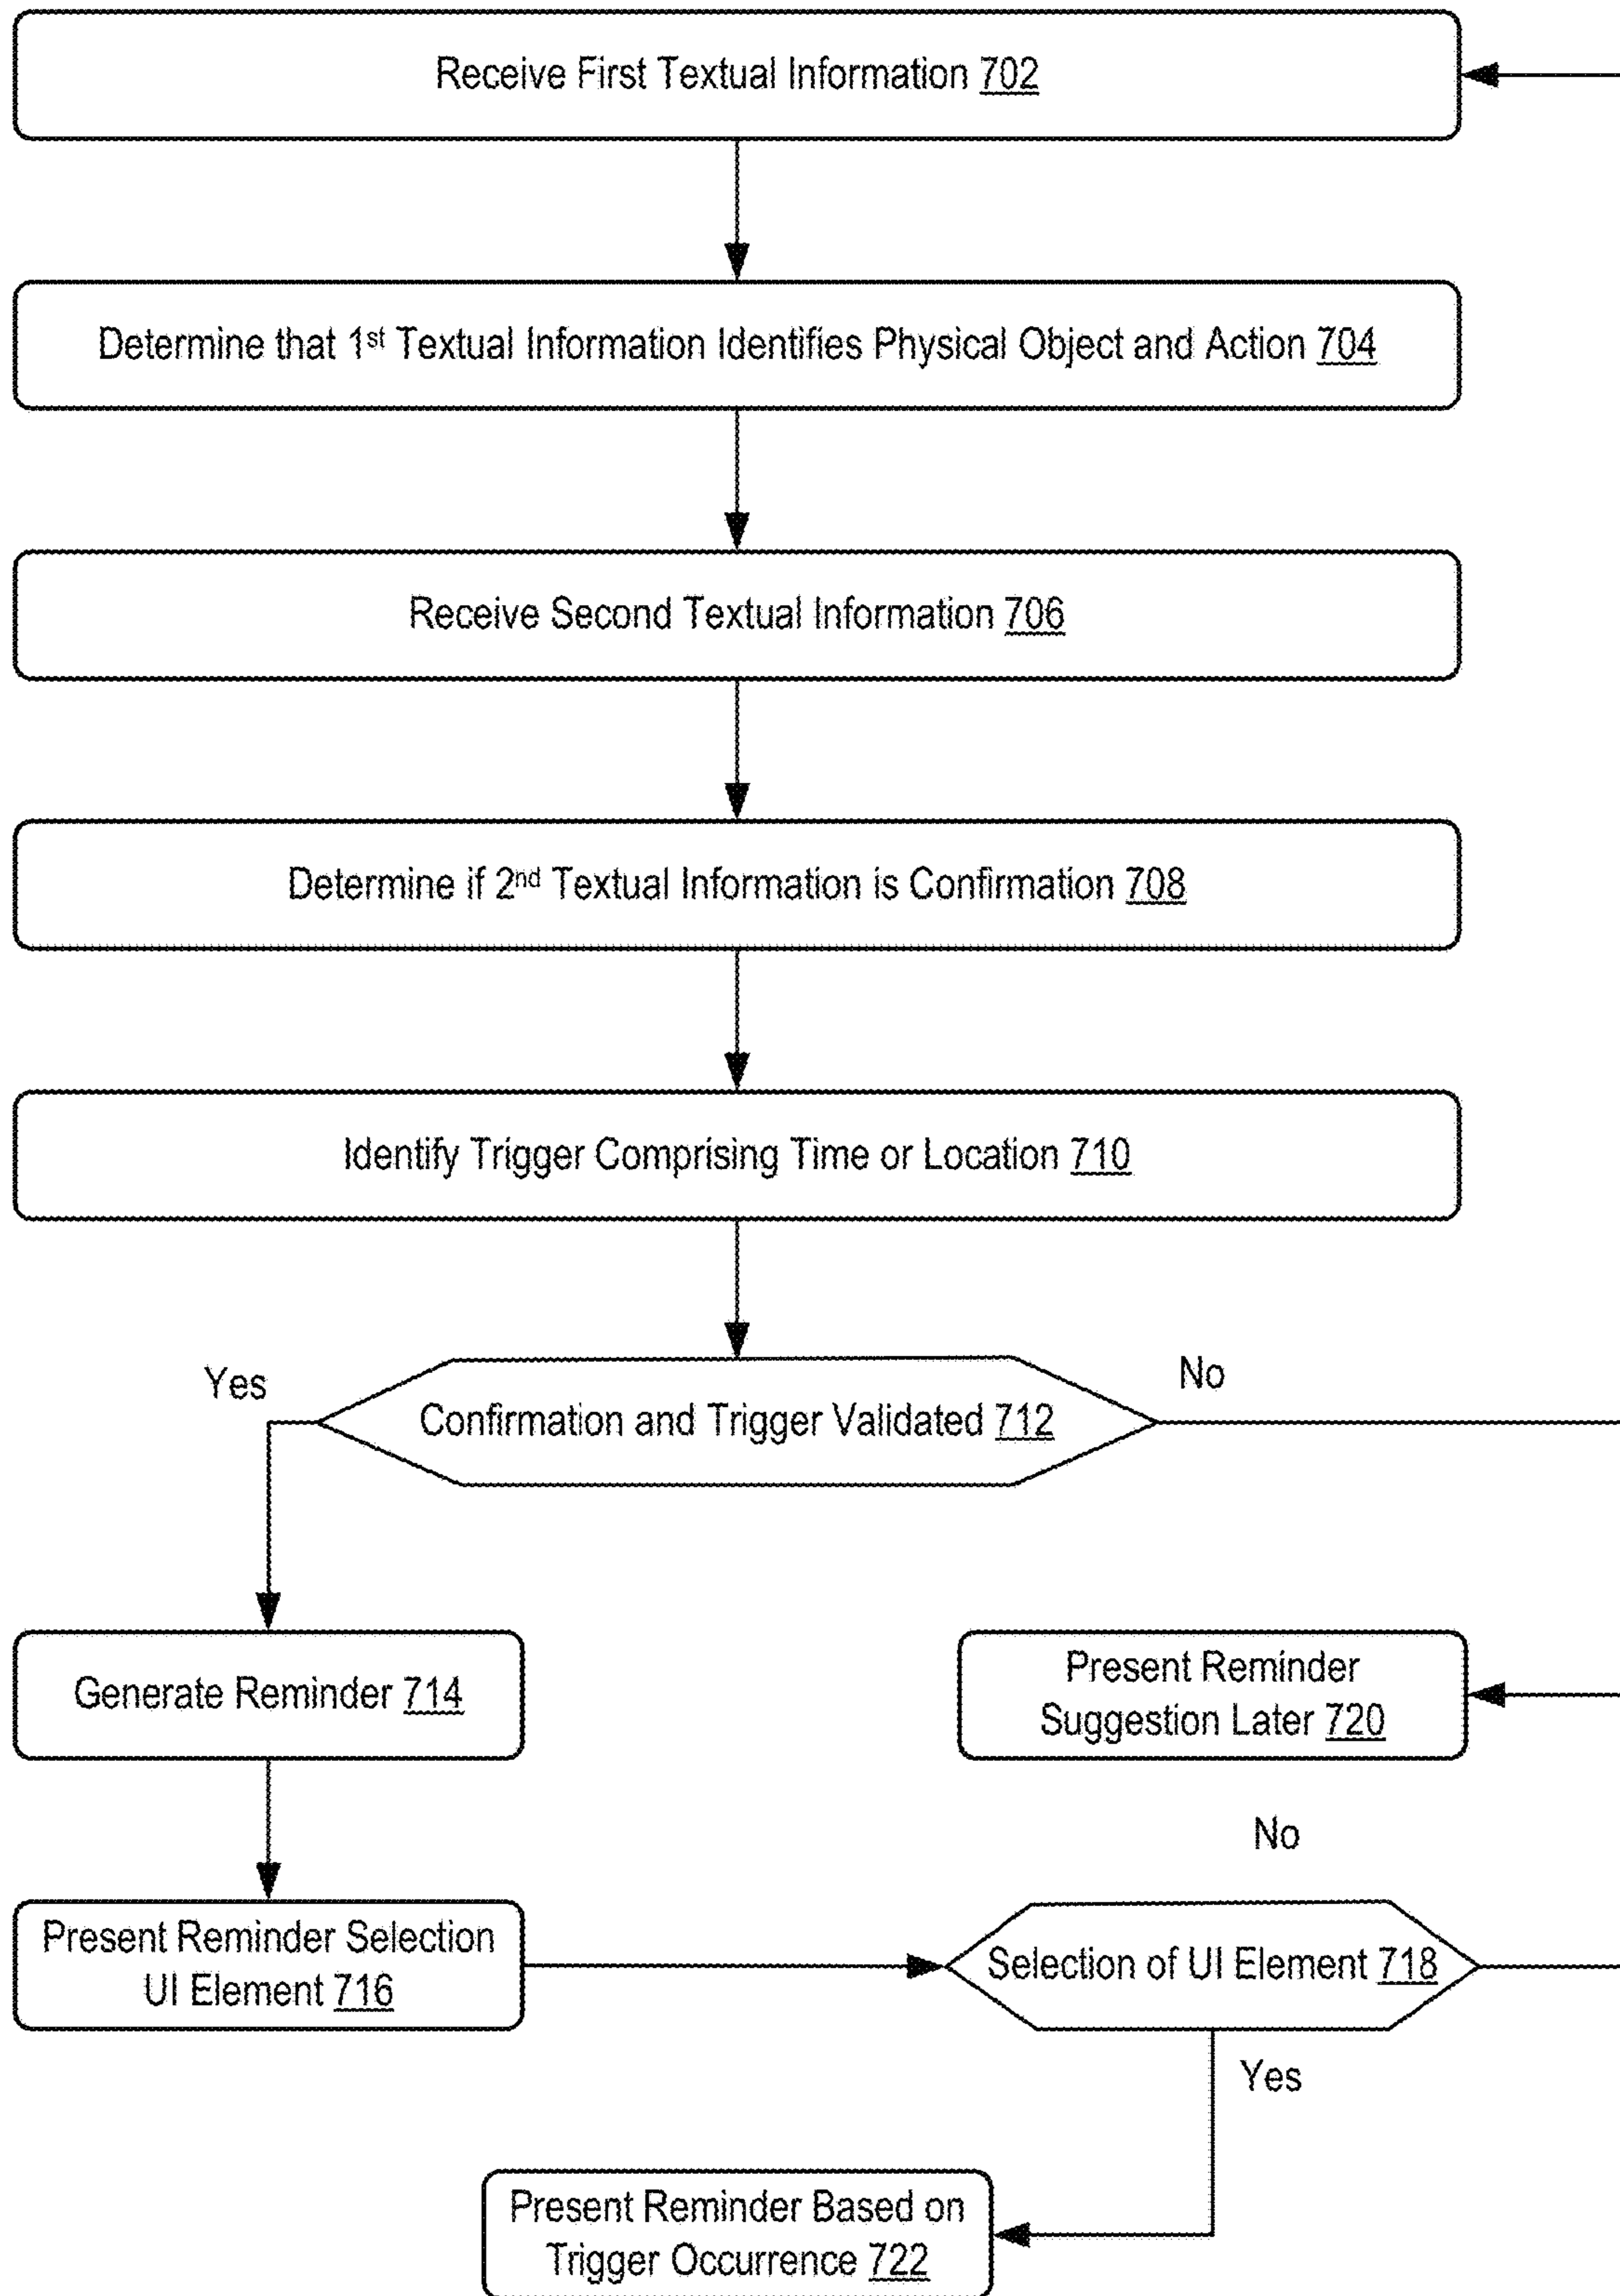 Receive First Textual Information 702
Determine that 1st Textual Information Identifies Physical Object and Action 704
Receive Second Textual Information 706
Determine if 2nd Textual Information is Confirmation 708
Identify Trigger Comprising Time or Location 710
Yes
No
Confirmation and Trigger Validated 712
Generate Reminder 714
Present Reminder
Suggestion Later 720
No
Present Reminder Selection
UI Element 716
Selection of UI Element 718
Yes
Present Reminder Based on
Trigger Occurrence 722